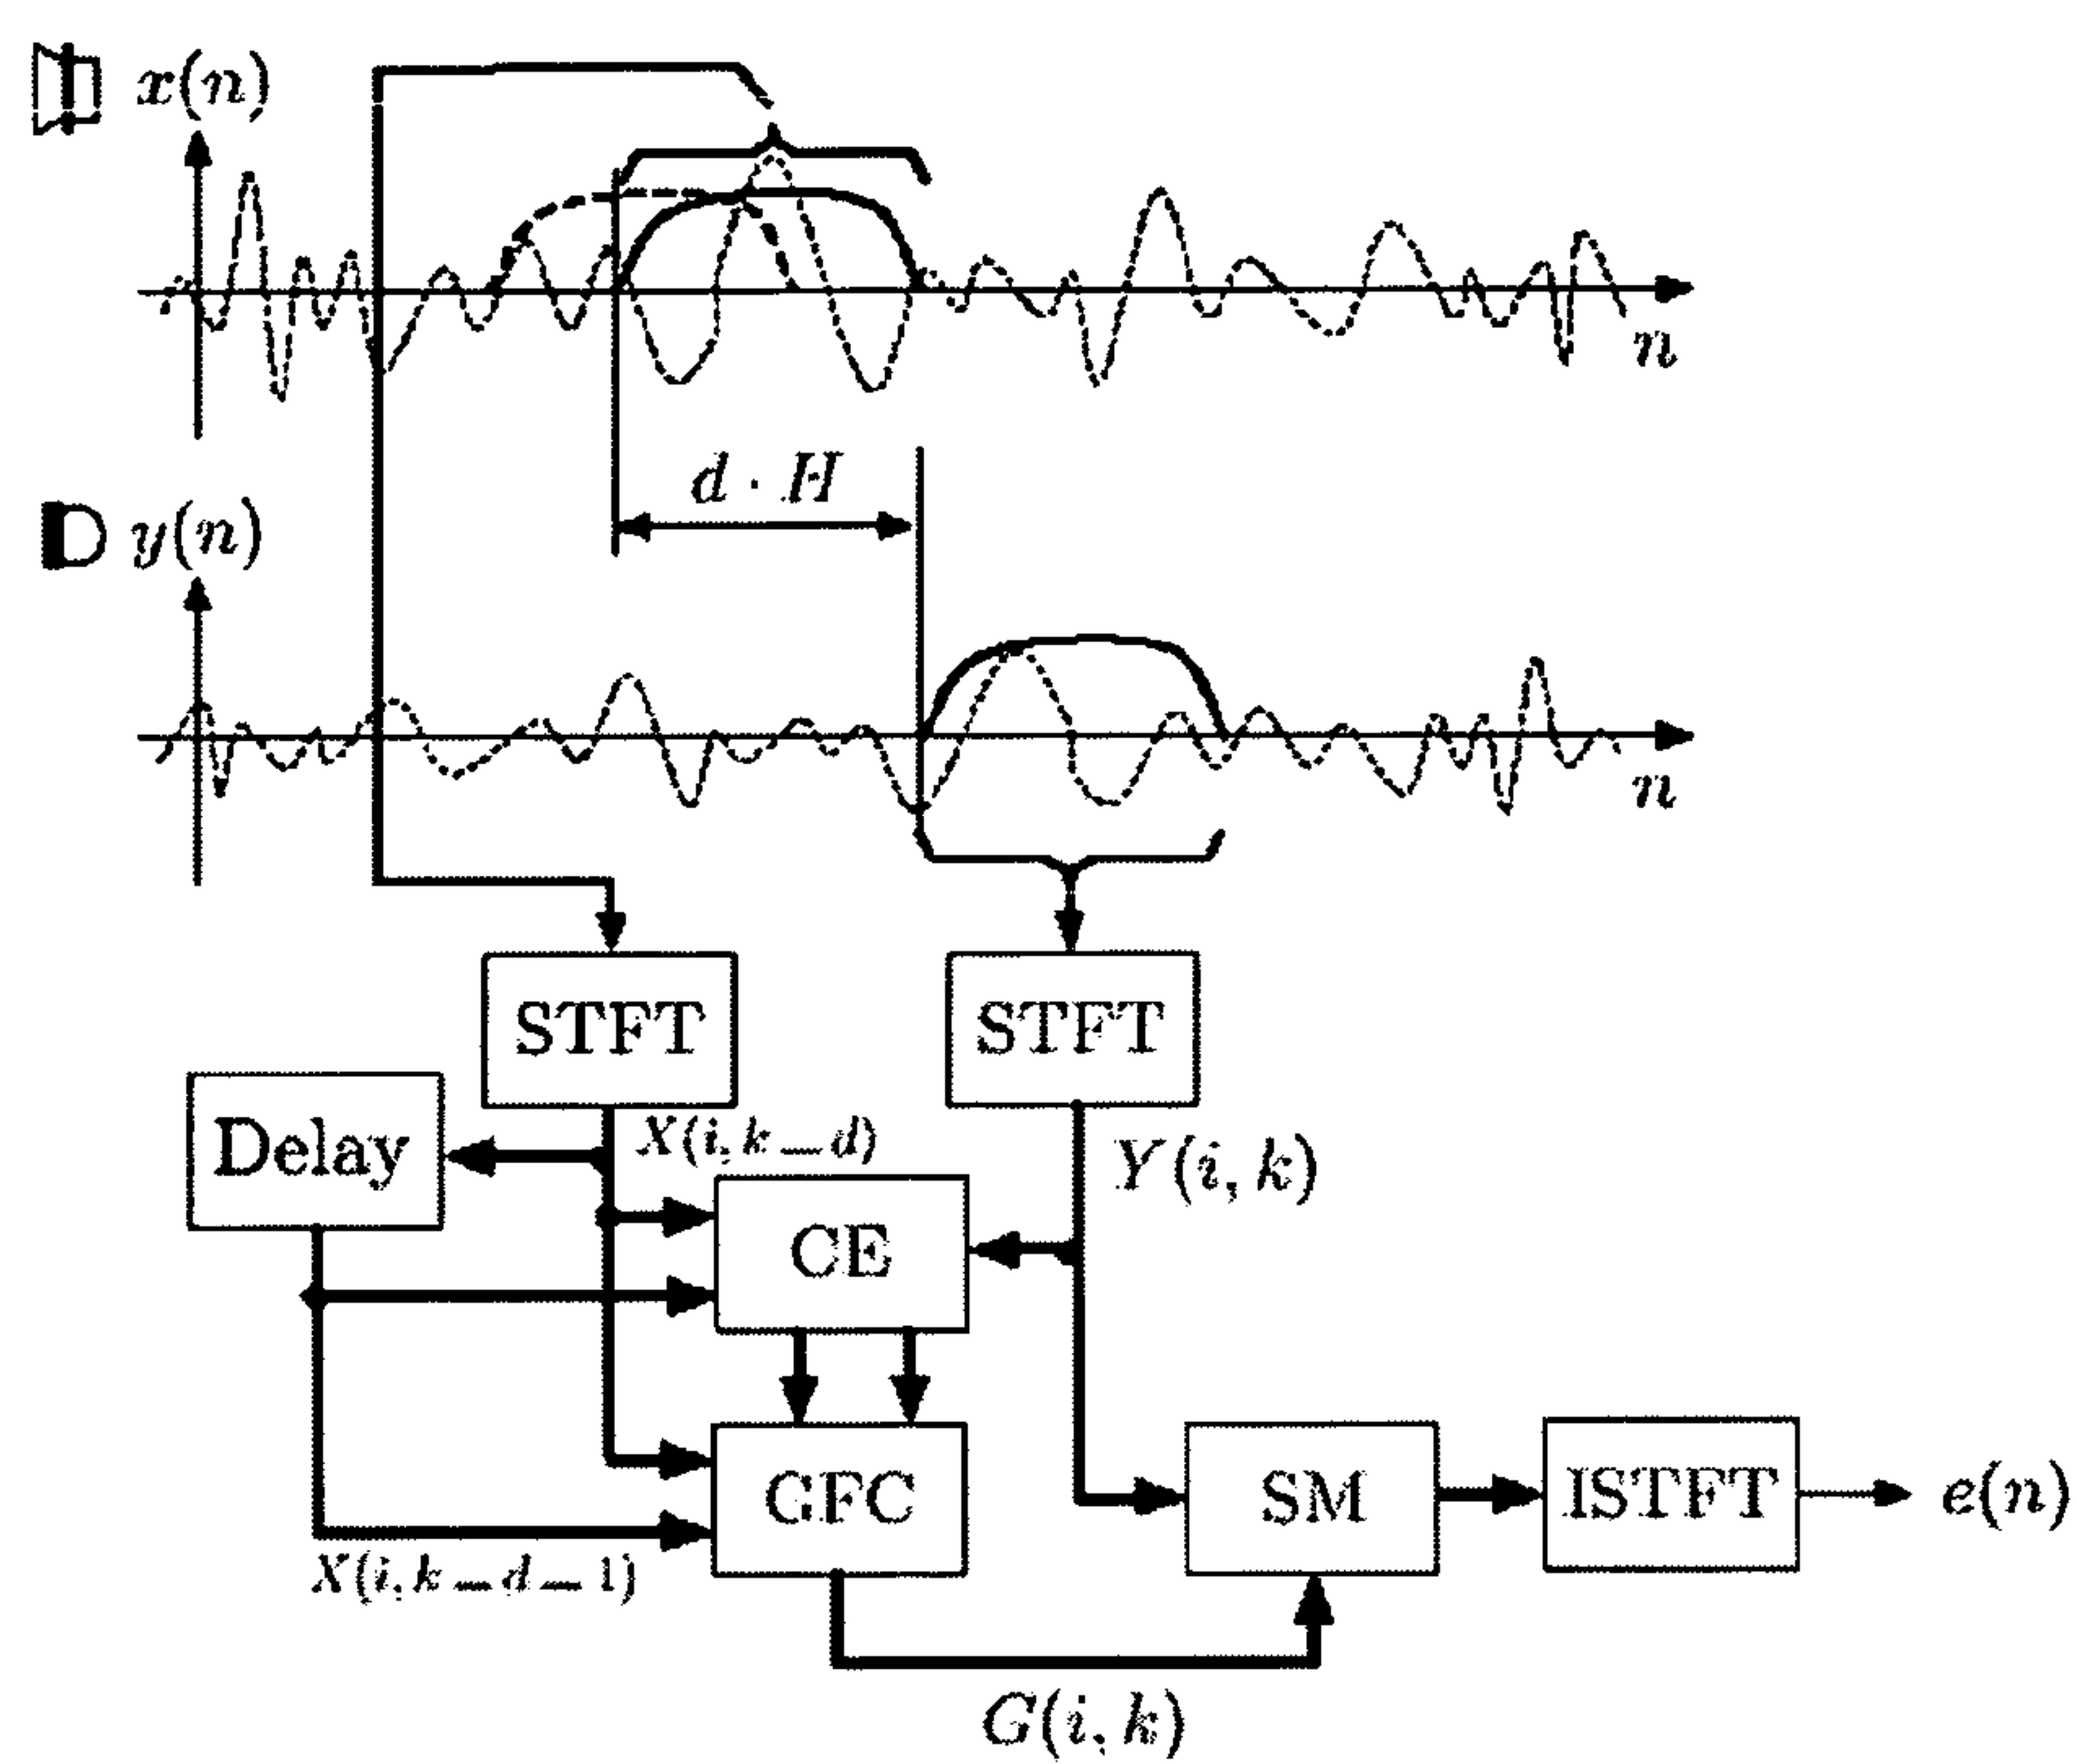 x(n)
n
d · H
y(n)
n
STFT
STFT
Delay
X(i, k − d)
Y(i, k)
CE
GFC
SM
ISTFT
e(n)
X(i, k − d − 1)
G(i, k)